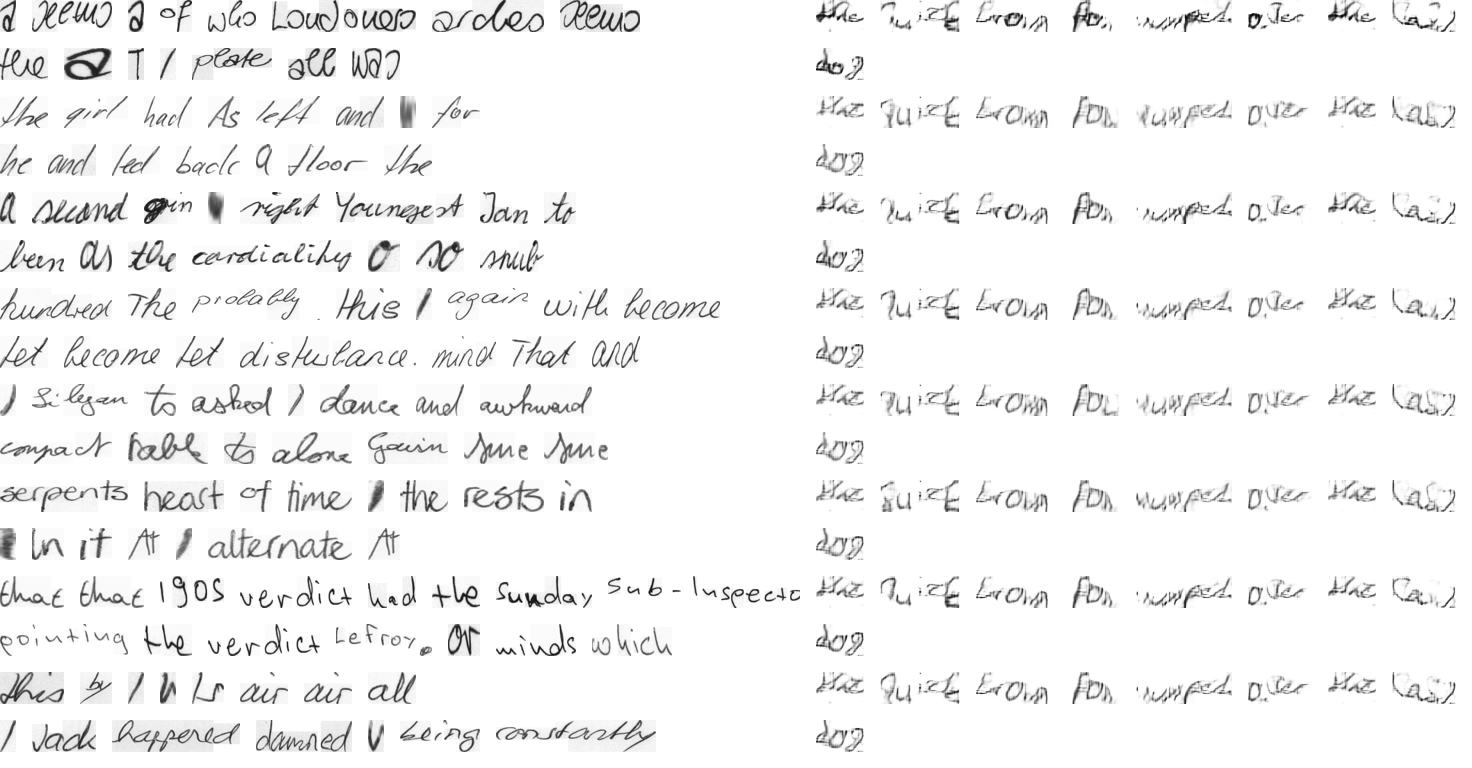 a seems a of who Londoners arches seems
the a T / plate all was
the girl had As left and for
he and led back a floor the
a second gin right Youngest Jan to
been as the cardiality O so snub
hundred The probably . this / again with become
Let become Let disturbance. mind That and
) to asked ) dance and awkward
compact table to alone Gavin June June
serpents heart of time / the rests in
In it At / alternate At
that that 1905 verdict had the Sunday Sub-Inspecto
pointing the verdict Lefroy. or minds which
this by / air air all
/ Jack happened damned being constantly
the quick brown fox jumped over the lazy
dog
the quick brown fox jumped over the lazy
dog
the quick brown fox jumped over the lazy
dog
the quick brown fox jumped over the lazy
dog
the quick brown fox jumped over the lazy
dog
the quick brown fox jumped over the lazy
dog
the quick brown fox jumped over the lazy
dog
the quick brown fox jumped over the lazy
dog